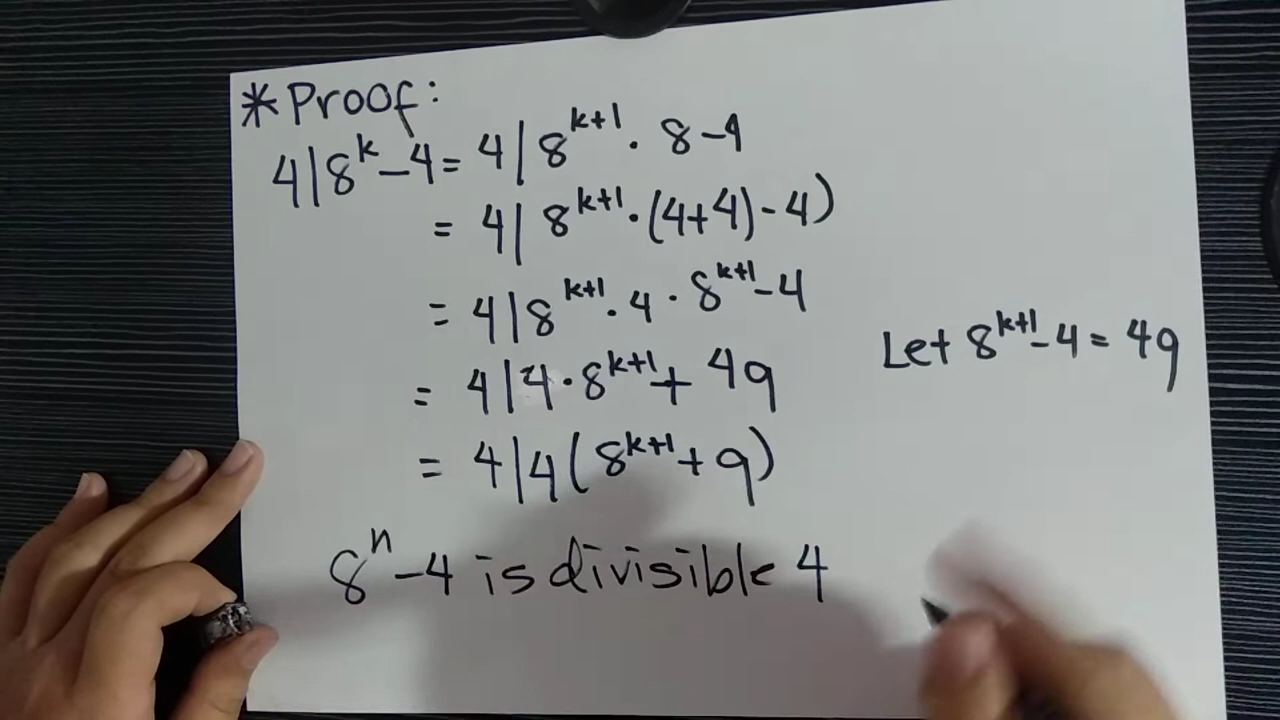 *Proof:
4|8^k-4 = 4|8^(k+1) · 8-4
= 4|8^(k+1) · (4+4)-4)
= 4|8^(k+1) · 4 · 8^(k+1)-4
Let 8^(k+1)-4 = 4q
= 4|4·8^(k+1) + 4q
= 4|4(8^(k+1) + q)
8^n-4 is divisible 4